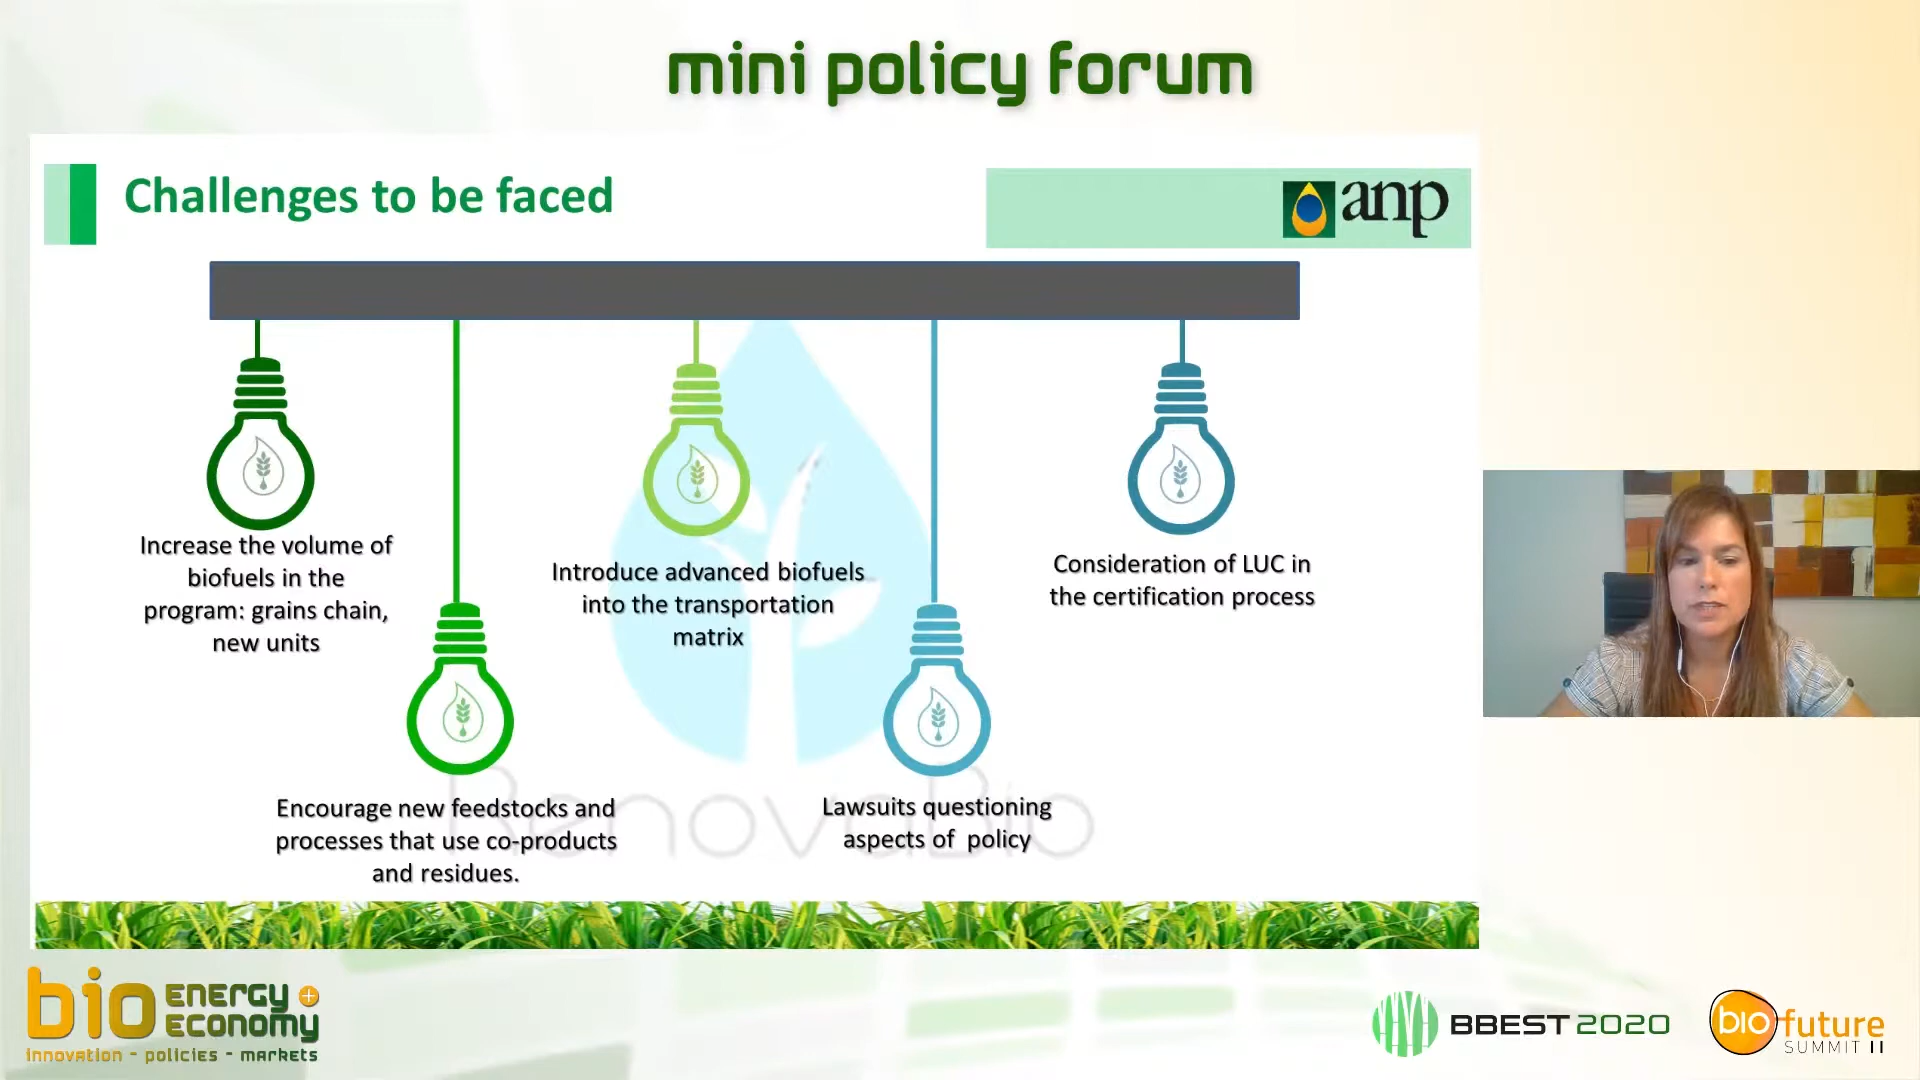 mini policy forum
Challenges to be faced
anp
Increase the volume of
biofuels in the
program: grains chain,
new units
Introduce advanced biofuels
into the transportation
matrix
Consideration of LUC in
the certification process
Encourage new feedstocks and
processes that use co-products
and residues.
Lawsuits questioning
aspects of policy
RenovaBio
bio ENERGY +
ECONOMY
innovation - policies - markets
BBEST 2020
biofuture
SUMMIT II